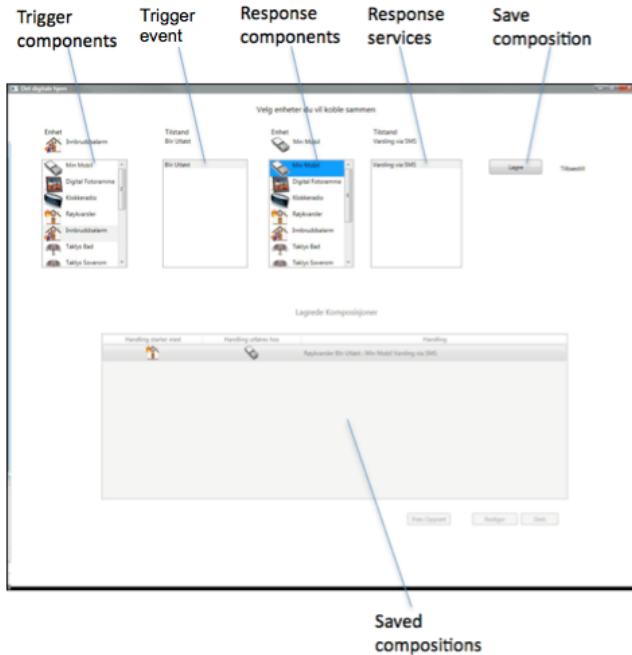 Trigger components
Trigger event
Response components
Response services
Save composition
Det digitale hjem
Velg enheter du vil koble sammen
Enhet
Innbruddsalarm
Tilstand
Blir Utløst
Enhet
Min Mobil
Tilstand
Varsling via SMS
Min Mobil
Digital Fotoramme
Klokkeradio
Røykvarsler
Innbruddsalarm
Taklys Bad
Taklys Soverom
Blir Utløst
Min Mobil
Digital Fotoramme
Klokkeradio
Røykvarsler
Innbruddsalarm
Taklys Bad
Taklys Soverom
Varsling via SMS
Lagre
Tilbakestill
Lagrede Komposisjoner
Handling starter med
Handling utføres hos
Handling
Røykvarsler Blir Utløst - Min Mobil Varsling via SMS
Rediger
Slett
Saved compositions